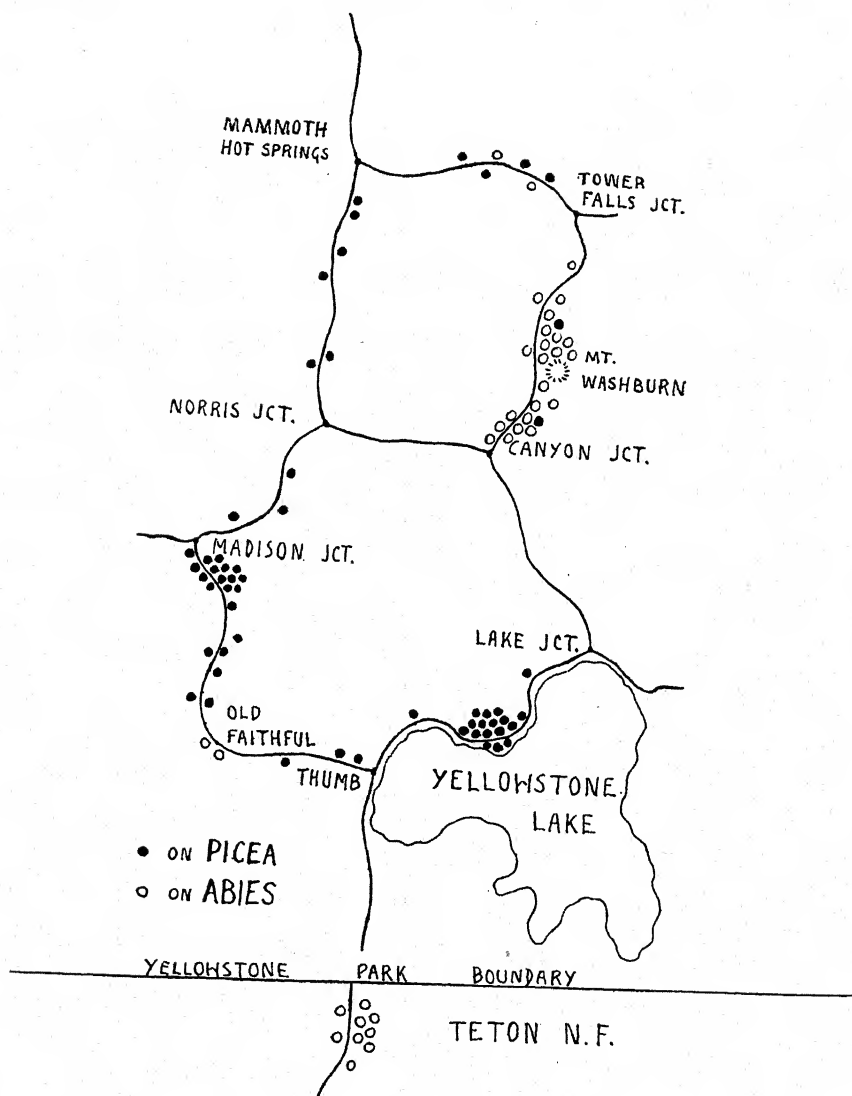 MAMMOTH
HOT SPRINGS
TOWER
FALLS JCT.
MT.
WASHBURN
NORRIS JCT.
CANYON JCT.
MADISON JCT.
LAKE JCT.
OLD
FAITHFUL
THUMB
YELLOWSTONE
LAKE
ON PICEA
ON ABIES
YELLOWSTONE PARK BOUNDARY
TETON N.F.